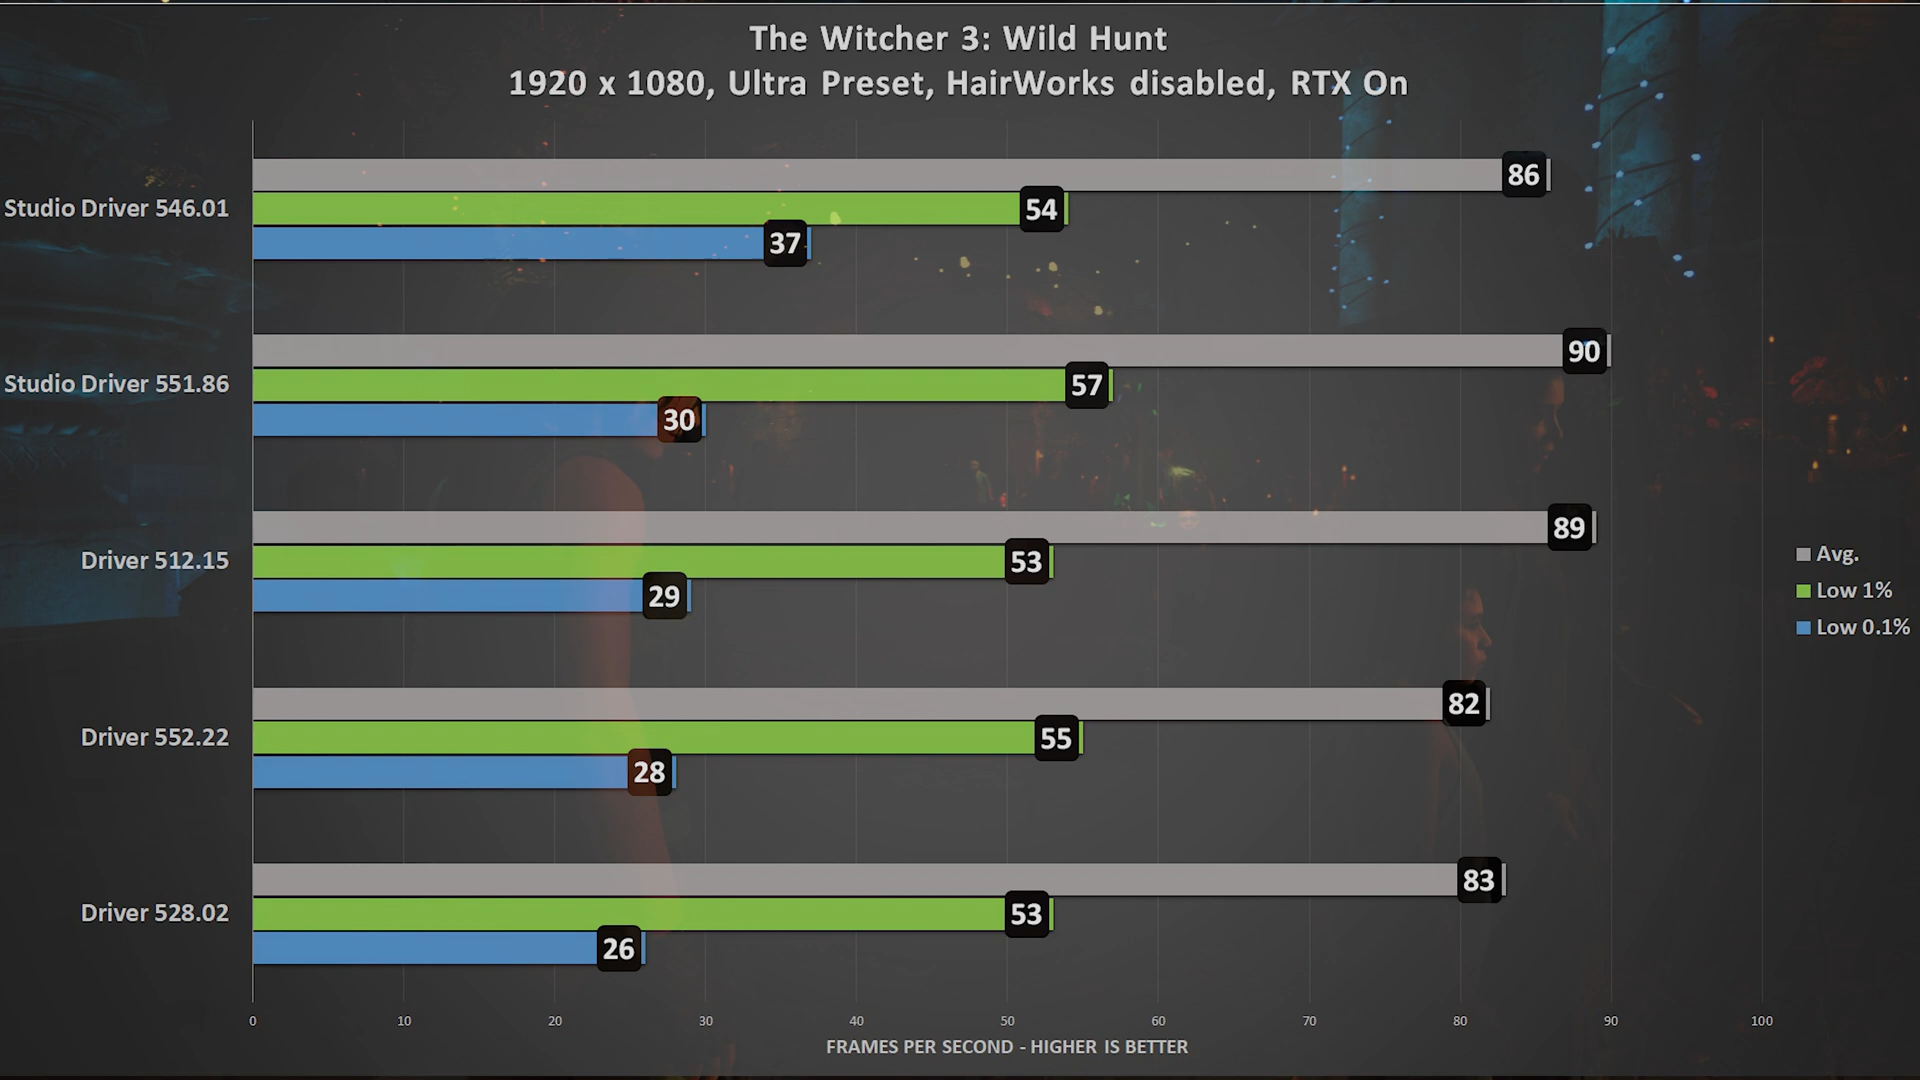 The Witcher 3: Wild Hunt
1920 x 1080, Ultra Preset, HairWorks disabled, RTX On
86
Studio Driver 546.01
54
37
90
Studio Driver 551.86
57
30
89
Driver 512.15
53
29
Avg.
Low 1%
Low 0.1%
82
Driver 552.22
55
28
83
Driver 528.02
53
26
0 10 20 30 40 50 60 70 80 90 100
FRAMES PER SECOND - HIGHER IS BETTER